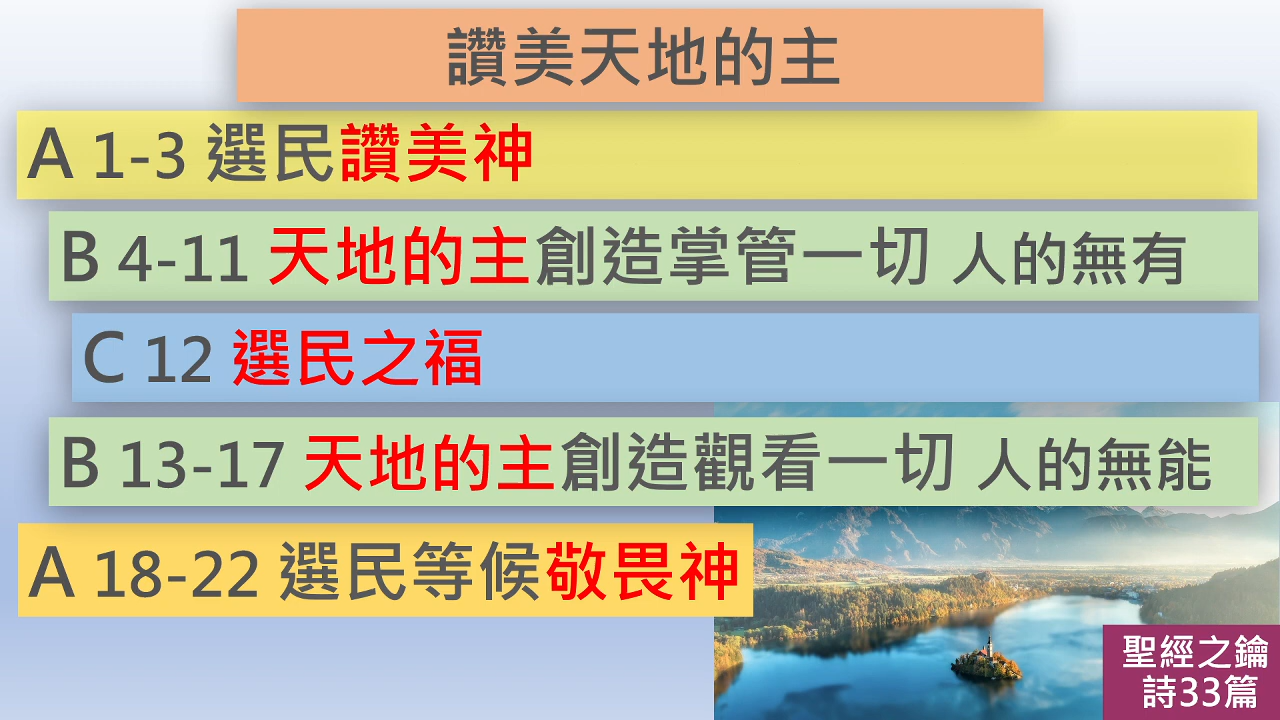 讚美天地的主
A 1-3 選民讚美神
B 4-11 天地的主創造掌管一切 人的無有
C 12 選民之福
B 13-17 天地的主創造觀看一切 人的無能
A 18-22 選民等候敬畏神
聖經之鑰
詩33篇